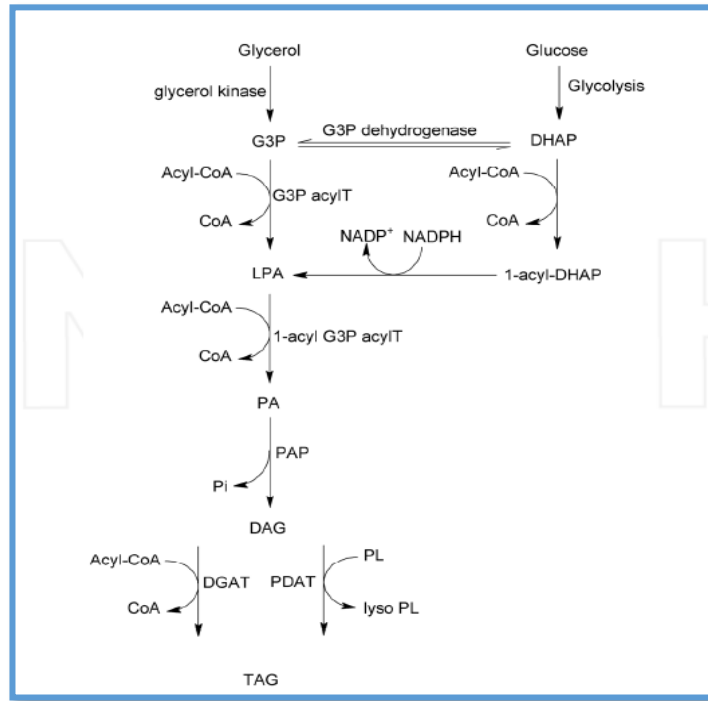 Glycerol
Glucose
glycerol kinase
Glycolysis
G3P
G3P dehydrogenase
DHAP
Acyl-CoA
G3P acylT
CoA
Acyl-CoA
CoA
NADP⁺
NADPH
LPA
1-acyl-DHAP
Acyl-CoA
1-acyl G3P acylT
CoA
PA
PAP
Pi
DAG
Acyl-CoA
DGAT
CoA
PDAT
PL
lyso PL
TAG